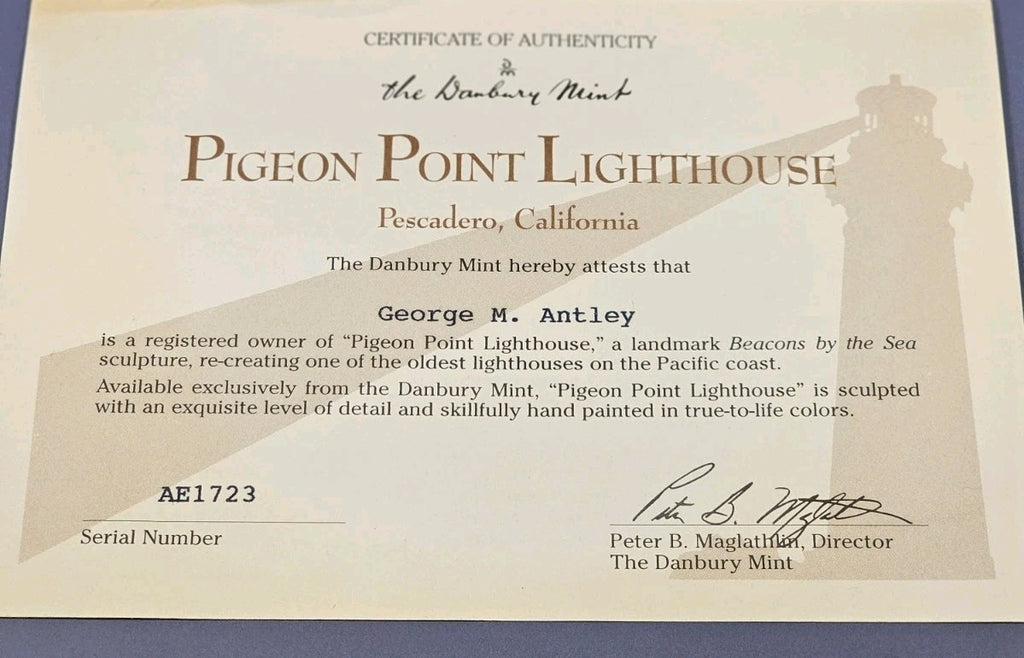 CERTIFICATE OF AUTHENTICITY
the Danbury Mint
PIGEON POINT LIGHTHOUSE
Pescadero, California
The Danbury Mint hereby attests that
George M. Antley
is a registered owner of “Pigeon Point Lighthouse,” a landmark Beacons by the Sea
sculpture, re-creating one of the oldest lighthouses on the Pacific coast.
Available exclusively from the Danbury Mint, “Pigeon Point Lighthouse” is sculpted
with an exquisite level of detail and skillfully hand painted in true-to-life colors.
AE1723
Serial Number
Peter B. Maglathlin
Peter B. Maglathlin, Director
The Danbury Mint